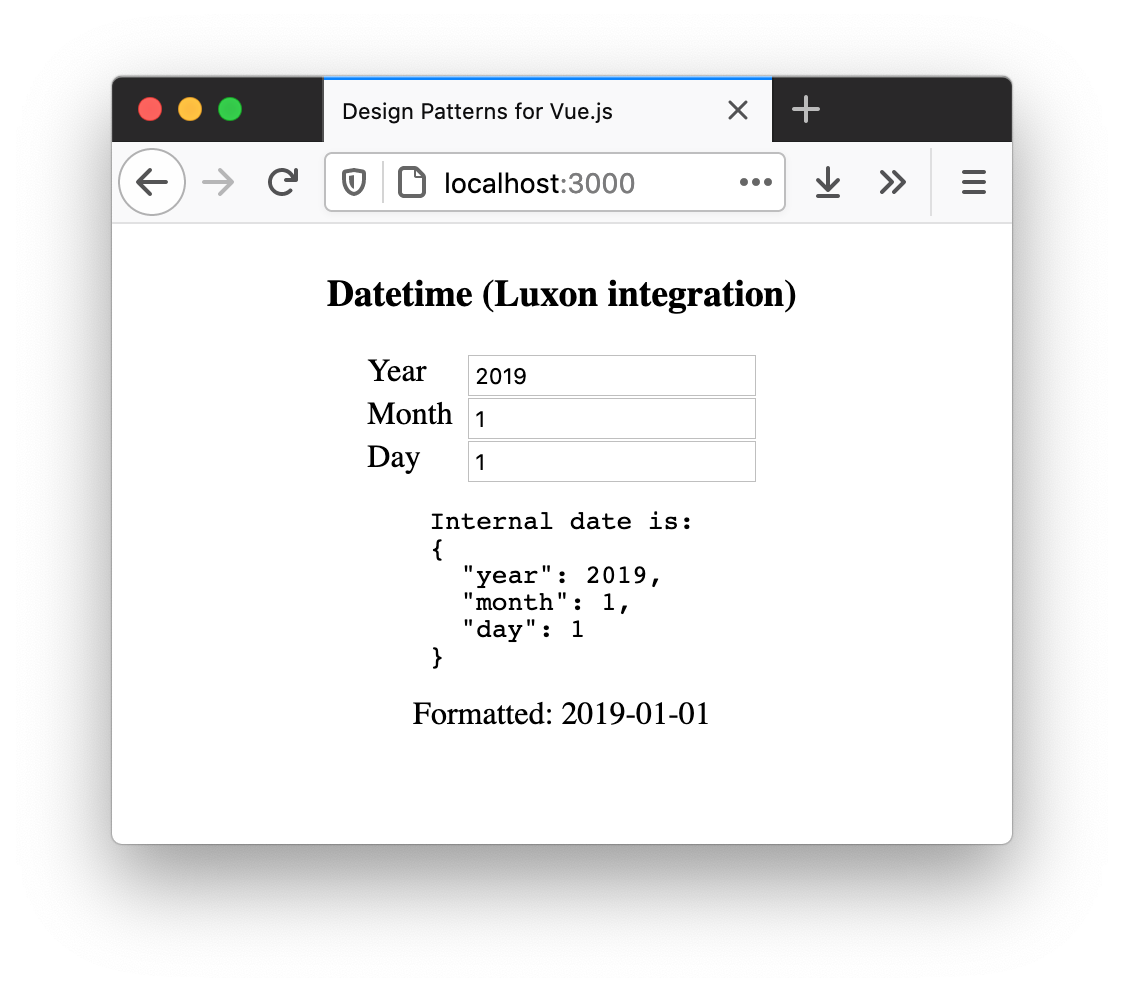 Design Patterns for Vue.js
localhost:3000
Datetime (Luxon integration)
Year 2019
Month 1
Day 1
Internal date is:
{
  "year": 2019,
  "month": 1,
  "day": 1
}
Formatted: 2019-01-01